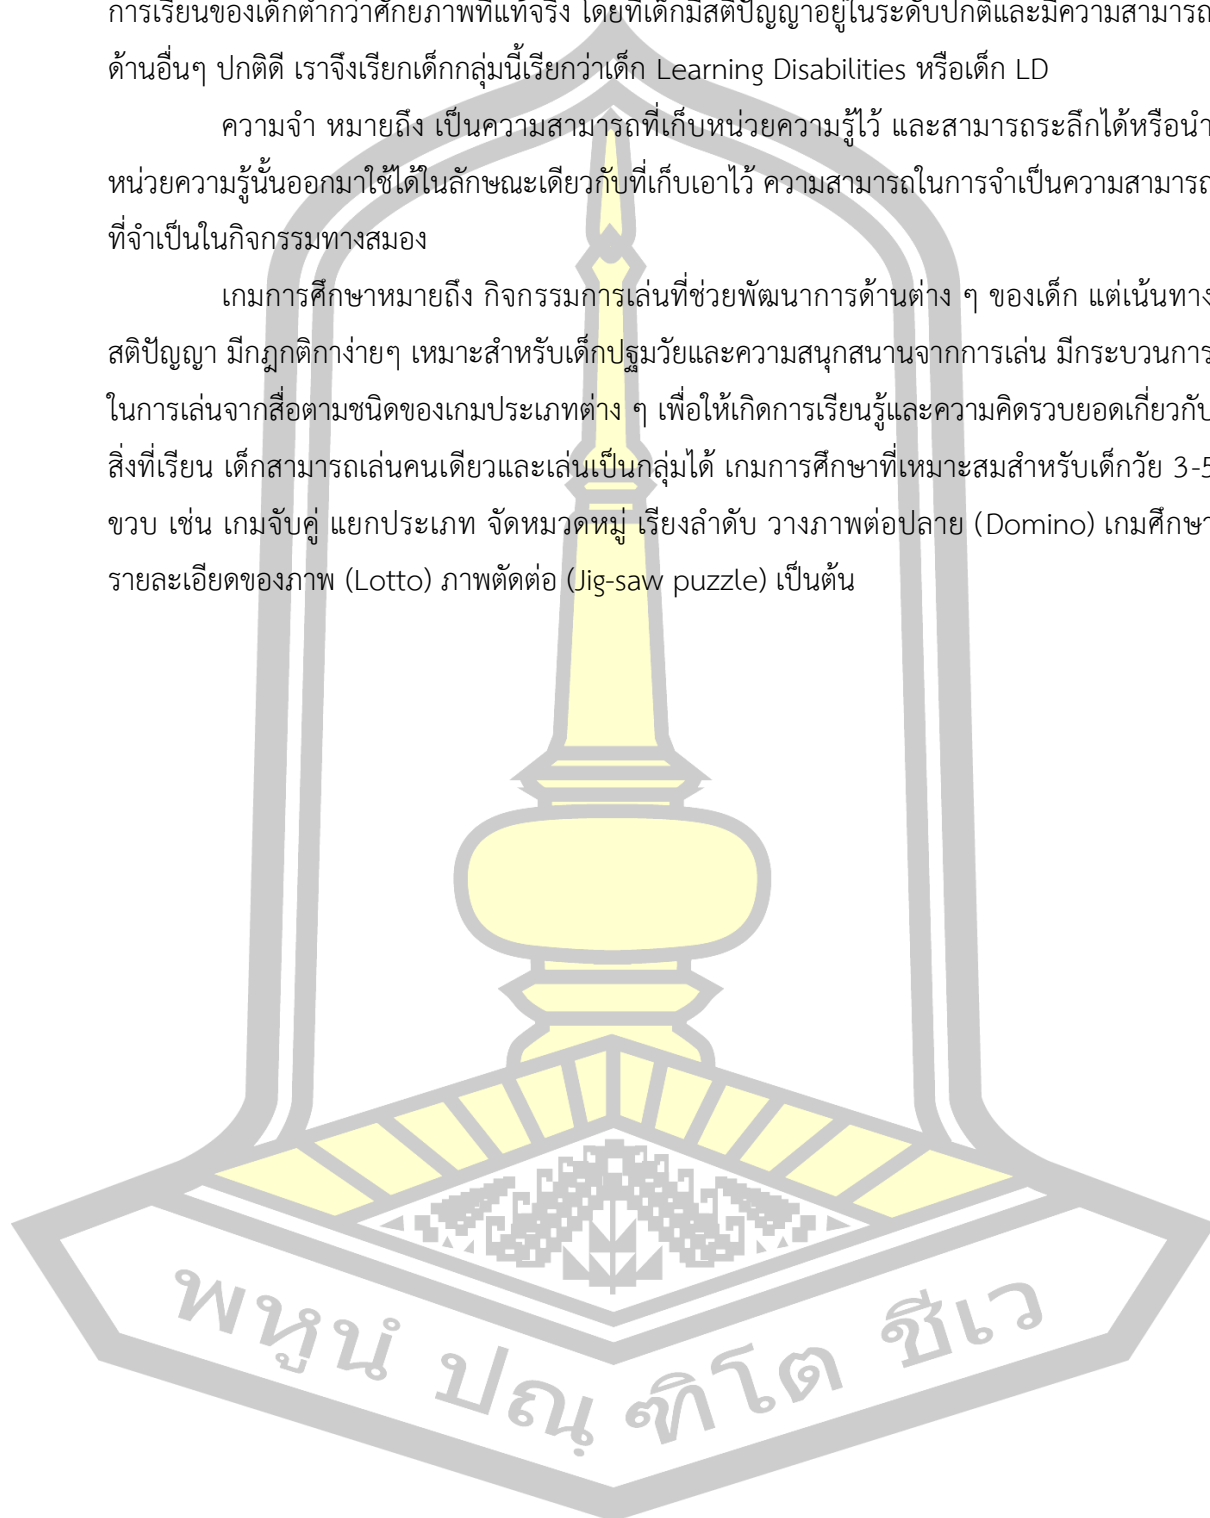 การเรียนของเด็กต่ำกว่าศักยภาพที่แท้จริง โดยที่เด็กมีสติปัญญาอยู่ในระดับปกติและมีความสามารถ
ด้านอื่นๆ ปกติดี เราจึงเรียกเด็กกลุ่มนี้เรียกว่าเด็ก Learning Disabilities หรือเด็ก LD
ความจำ หมายถึง เป็นความสามารถที่เก็บหน่วยความรู้ไว้ และสามารถระลึกได้หรือนำ
หน่วยความรู้นั้นออกมาใช้ได้ในลักษณะเดียวกับที่เก็บเอาไว้ ความสามารถในการจำเป็นความสามารถ
ที่จำเป็นในกิจกรรมทางสมอง
เกมการศึกษาหมายถึง กิจกรรมการเล่นที่ช่วยพัฒนาการด้านต่าง ๆ ของเด็ก แต่เน้นทาง
สติปัญญา มีกฎกติกาง่ายๆ เหมาะสำหรับเด็กปฐมวัยและความสนุกสนานจากการเล่น มีกระบวนการ
ในการเล่นจากสื่อตามชนิดของเกมประเภทต่าง ๆ เพื่อให้เกิดการเรียนรู้และความคิดรวบยอดเกี่ยวกับ
สิ่งที่เรียน เด็กสามารถเล่นคนเดียวและเล่นเป็นกลุ่มได้ เกมการศึกษาที่เหมาะสมสำหรับเด็กวัย 3-5
ขวบ เช่น เกมจับคู่ แยกประเภท จัดหมวดหมู่ เรียงลำดับ วางภาพต่อปลาย (Domino) เกมศึกษา
รายละเอียดของภาพ (Lotto) ภาพตัดต่อ (Jig-saw puzzle) เป็นต้น
พหูนํ ปณฺฑิโต ชีเว